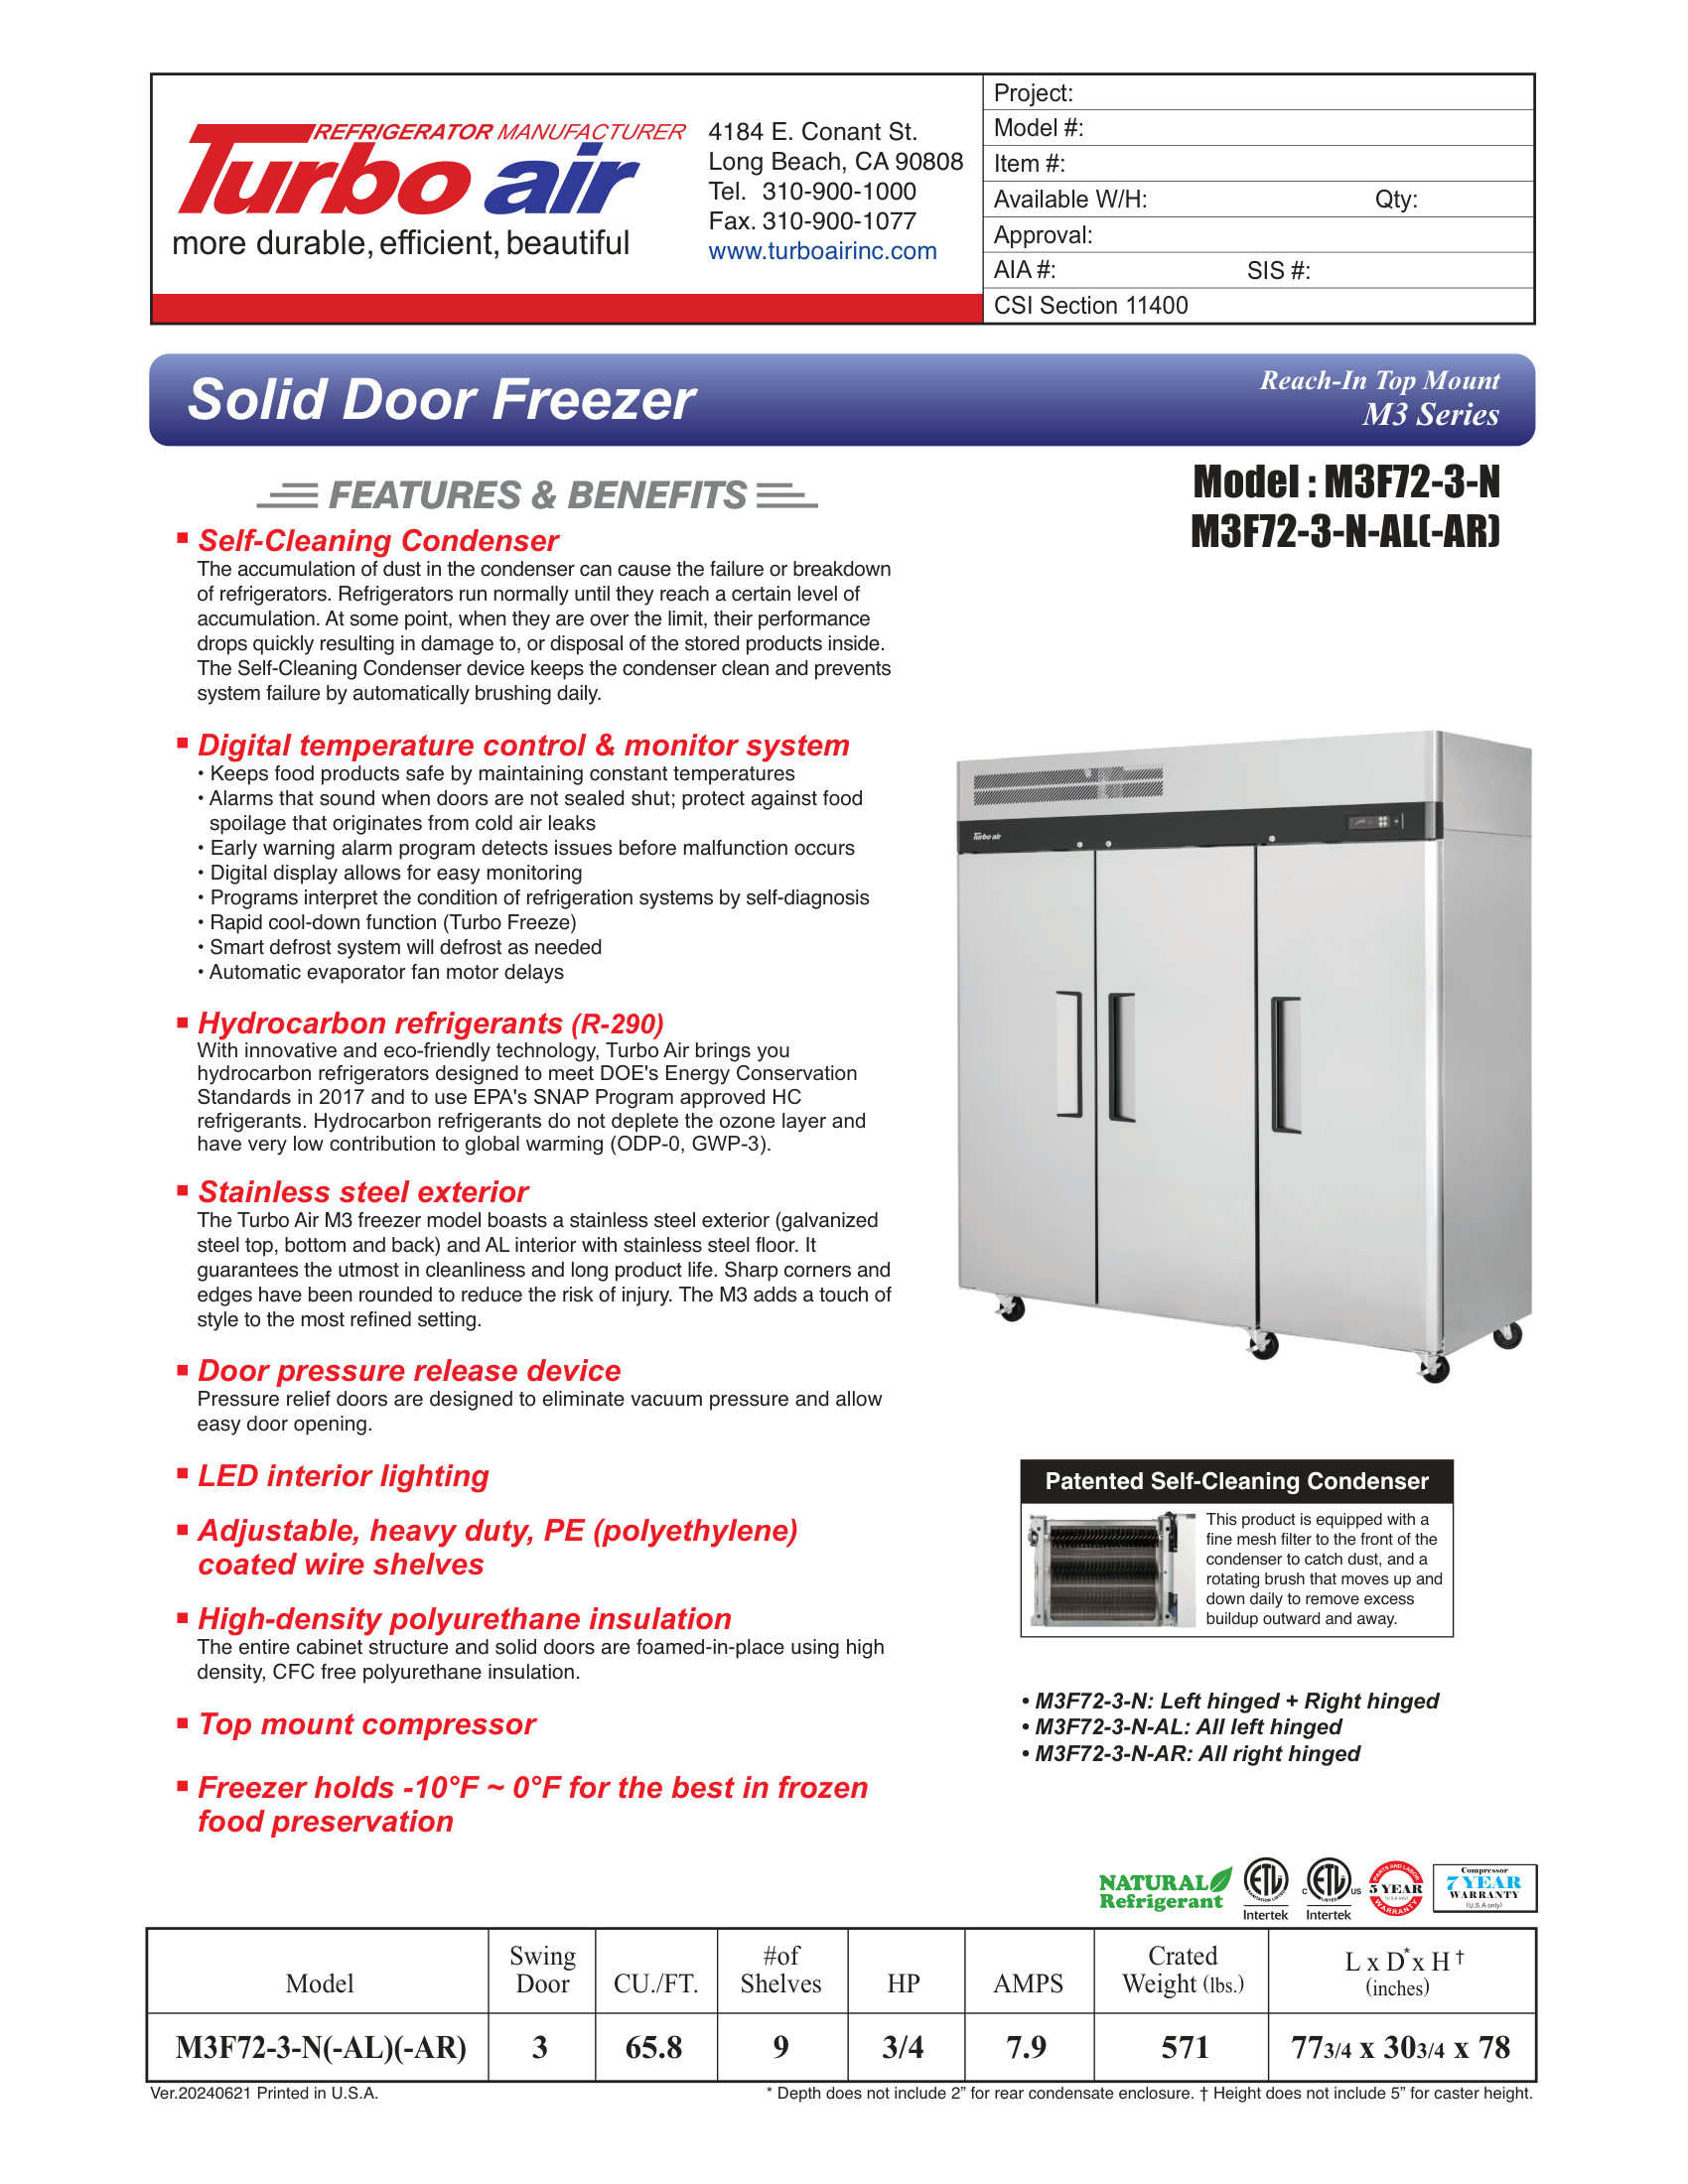 REFRIGERATOR MANUFACTURER
Turbo air
more durable, efficient, beautiful
4184 E. Conant St.
Long Beach, CA 90808
Tel. 310-900-1000
Fax. 310-900-1077
www.turboairinc.com
Project:
Model #:
Item #:
Available W/H: Qty:
Approval:
AIA #: SIS #:
CSI Section 11400
Solid Door Freezer
Reach-In Top Mount
M3 Series
FEATURES & BENEFITS
Model : M3F72-3-N
M3F72-3-N-AL(-AR)
▪ Self-Cleaning Condenser
The accumulation of dust in the condenser can cause the failure or breakdown
of refrigerators. Refrigerators run normally until they reach a certain level of
accumulation. At some point, when they are over the limit, their performance
drops quickly resulting in damage to, or disposal of the stored products inside.
The Self-Cleaning Condenser device keeps the condenser clean and prevents
system failure by automatically brushing daily.
▪ Digital temperature control & monitor system
• Keeps food products safe by maintaining constant temperatures
• Alarms that sound when doors are not sealed shut; protect against food
spoilage that originates from cold air leaks
• Early warning alarm program detects issues before malfunction occurs
• Digital display allows for easy monitoring
• Programs interpret the condition of refrigeration systems by self-diagnosis
• Rapid cool-down function (Turbo Freeze)
• Smart defrost system will defrost as needed
• Automatic evaporator fan motor delays
▪ Hydrocarbon refrigerants (R-290)
With innovative and eco-friendly technology, Turbo Air brings you
hydrocarbon refrigerators designed to meet DOE's Energy Conservation
Standards in 2017 and to use EPA's SNAP Program approved HC
refrigerants. Hydrocarbon refrigerants do not deplete the ozone layer and
have very low contribution to global warming (ODP-0, GWP-3).
▪ Stainless steel exterior
The Turbo Air M3 freezer model boasts a stainless steel exterior (galvanized
steel top, bottom and back) and AL interior with stainless steel floor. It
guarantees the utmost in cleanliness and long product life. Sharp corners and
edges have been rounded to reduce the risk of injury. The M3 adds a touch of
style to the most refined setting.
▪ Door pressure release device
Pressure relief doors are designed to eliminate vacuum pressure and allow
easy door opening.
▪ LED interior lighting
▪ Adjustable, heavy duty, PE (polyethylene)
coated wire shelves
▪ High-density polyurethane insulation
The entire cabinet structure and solid doors are foamed-in-place using high
density, CFC free polyurethane insulation.
▪ Top mount compressor
▪ Freezer holds -10°F ~ 0°F for the best in frozen
food preservation
Turbo air
Patented Self-Cleaning Condenser
This product is equipped with a
fine mesh filter to the front of the
condenser to catch dust, and a
rotating brush that moves up and
down daily to remove excess
buildup outward and away.
• M3F72-3-N: Left hinged + Right hinged
• M3F72-3-N-AL: All left hinged
• M3F72-3-N-AR: All right hinged
NATURAL
Refrigerant
ETL
SANITATION LISTED
Intertek
C ETL US
LISTED
Intertek
PARTS AND LABOR
5 YEAR
(U.S.A only)
WARRANTY
Compressor
7 YEAR
WARRANTY
(U.S.A only)
Model Swing Door CU./FT. #of Shelves HP AMPS Crated Weight (lbs.) L x D* x H † (inches)
M3F72-3-N(-AL)(-AR) 3 65.8 9 3/4 7.9 571 77 3/4 x 30 3/4 x 78
Ver.20240621 Printed in U.S.A.
* Depth does not include 2” for rear condensate enclosure. † Height does not include 5” for caster height.